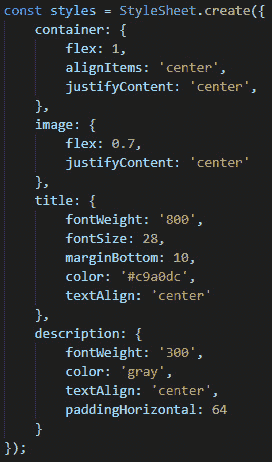 const styles = StyleSheet.create({
    container: {
        flex: 1,
        alignItems: 'center',
        justifyContent: 'center',
    },
    image: {
        flex: 0.7,
        justifyContent: 'center'
    },
    title: {
        fontWeight: '800',
        fontSize: 28,
        marginBottom: 10,
        color: '#c9a0dc',
        textAlign: 'center'
    },
    description: {
        fontWeight: '300',
        color: 'gray',
        textAlign: 'center',
        paddingHorizontal: 64
    }
});